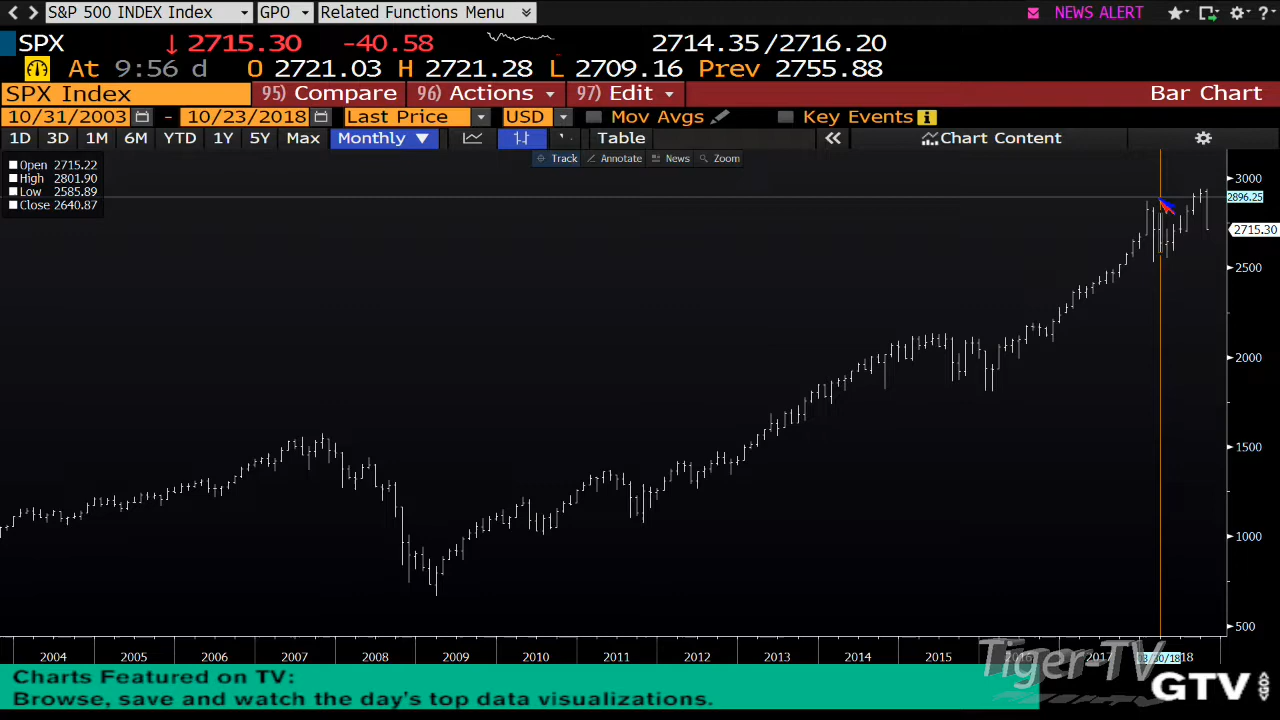 S&P 500 INDEX Index GPO Related Functions Menu NEWS ALERT ?
SPX ↓ 2715.30 -40.58 2714.35/2716.20
At 9:56 d O 2721.03 H 2721.28 L 2709.16 Prev 2755.88
SPX Index 95) Compare 96) Actions 97) Edit Bar Chart
10/31/2003 - 10/23/2018 Last Price USD Mov Avgs Key Events i
1D 3D 1M 6M YTD 1Y 5Y Max Monthly ▼ Table « Chart Content
Track Annotate News Zoom
Open 2715.22
High 2801.90
Low 2585.89
Close 2640.87
3000
2896.25
2715.30
2500
2000
1500
1000
500
2004 2005 2006 2007 2008 2009 2010 2011 2012 2013 2014 2015 2016
Tiger-TV
Charts Featured on TV:
Browse, save and watch the day's top data visualizations.
GTV